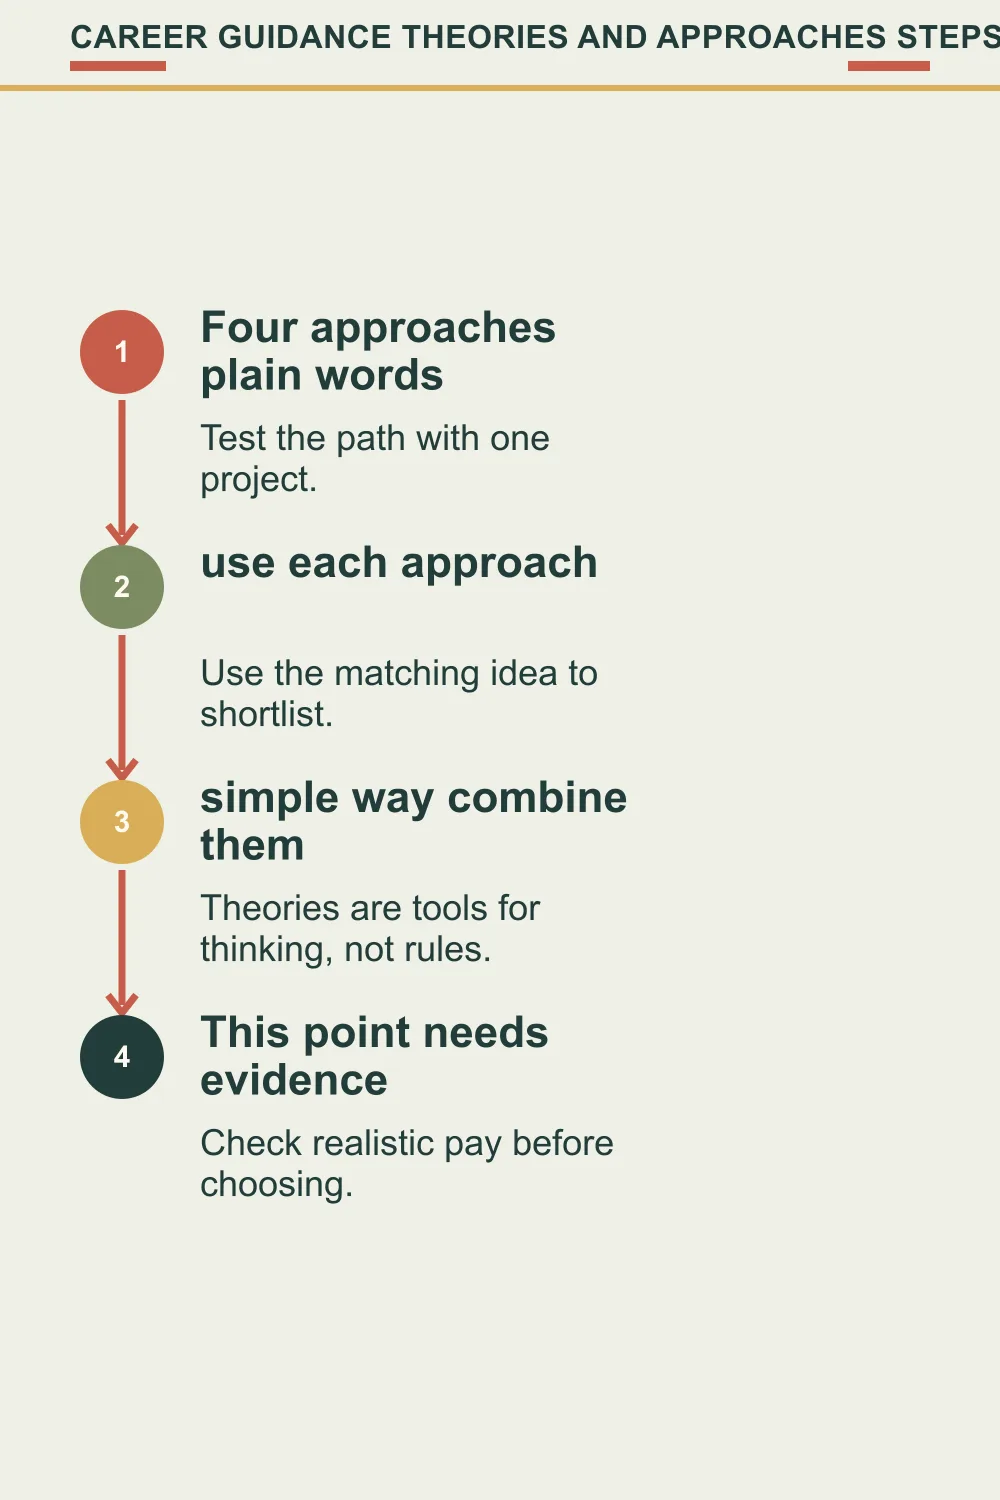 CAREER GUIDANCE THEORIES AND APPROACHES STEPS
1
Four approaches
plain words
Test the path with one
project.
2
use each approach
Use the matching idea to
shortlist.
3
simple way combine
them
Theories are tools for
thinking, not rules.
4
This point needs
evidence
Check realistic pay before
choosing.